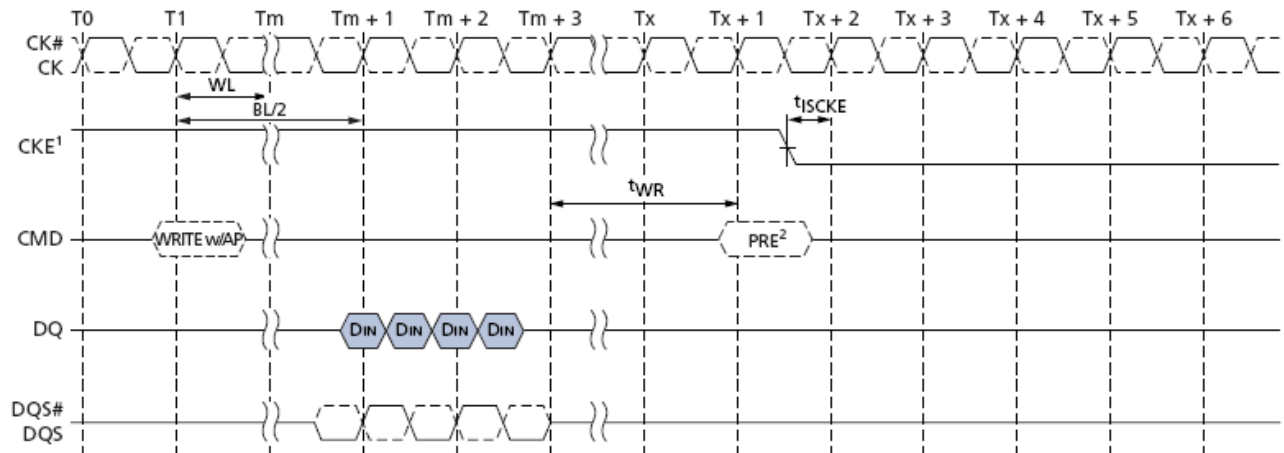 T0 T1 Tm Tm + 1 Tm + 2 Tm + 3 Tx Tx + 1 Tx + 2 Tx + 3 Tx + 4 Tx + 5 Tx + 6
CK#
CK
WL
BL/2
tISCKE
CKE1
tWR
CMD WRITE w/AP PRE2
DQ DIN DIN DIN DIN
DQS#
DQS